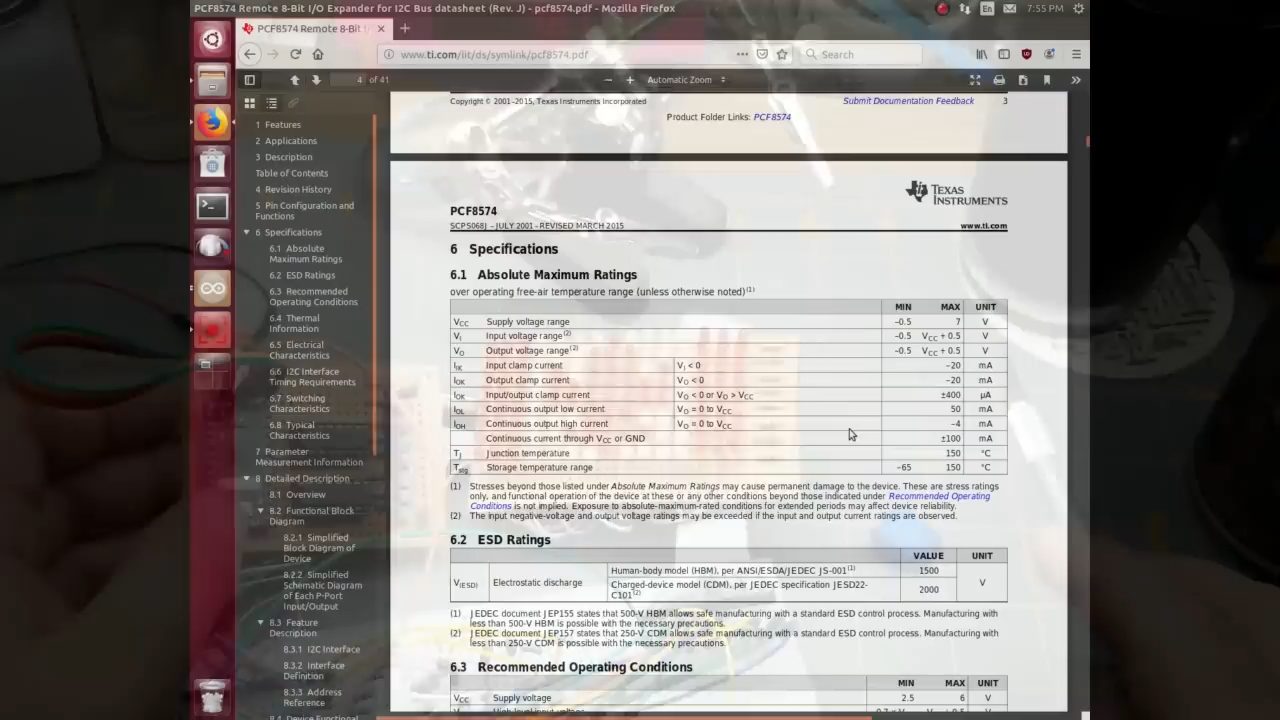 PCF8574 Remote 8-Bit I/O Expander for I2C Bus datasheet (Rev. J) - pcf8574.pdf - Mozilla Firefox
En
7:55 PM
PCF8574 Remote 8-Bit I/
www.ti.com/lit/ds/symlink/pcf8574.pdf
Search
4 of 41
Automatic Zoom
1 Features
2 Applications
3 Description
Table of Contents
4 Revision History
5 Pin Configuration and
Functions
6 Specifications
6.1 Absolute
Maximum Ratings
6.2 ESD Ratings
6.3 Recommended
Operating Conditions
6.4 Thermal
Information
6.5 Electrical
Characteristics
6.6 I2C Interface
Timing Requirements
6.7 Switching
Characteristics
6.8 Typical
Characteristics
7 Parameter
Measurement Information
8 Detailed Description
8.1 Overview
8.2 Functional Block
Diagram
8.2.1 Simplified
Block Diagram of
Device
8.2.2 Simplified
Schematic Diagram
of Each P-Port
Input/Output
8.3 Feature
Description
8.3.1 I2C Interface
8.3.2 Interface
Definition
8.3.3 Address
Reference
8.4 Device Functional
Copyright © 2001–2015, Texas Instruments Incorporated
Submit Documentation Feedback 3
Product Folder Links: PCF8574
TEXAS
INSTRUMENTS
PCF8574
SCPS068J – JULY 2001 – REVISED MARCH 2015
www.ti.com
6 Specifications
6.1 Absolute Maximum Ratings
over operating free-air temperature range (unless otherwise noted)(1)
MIN MAX UNIT
VCC Supply voltage range –0.5 7 V
VI Input voltage range(2) –0.5 VCC + 0.5 V
VO Output voltage range(2) –0.5 VCC + 0.5 V
IIK Input clamp current VI < 0 –20 mA
IOK Output clamp current VO < 0 –20 mA
IOK Input/output clamp current VO < 0 or VO > VCC ±400 µA
IOL Continuous output low current VO = 0 to VCC 50 mA
IOH Continuous output high current VO = 0 to VCC –4 mA
Continuous current through VCC or GND ±100 mA
TJ Junction temperature 150 °C
Tstg Storage temperature range –65 150 °C
(1) Stresses beyond those listed under Absolute Maximum Ratings may cause permanent damage to the device. These are stress ratings
only, and functional operation of the device at these or any other conditions beyond those indicated under Recommended Operating
Conditions is not implied. Exposure to absolute-maximum-rated conditions for extended periods may affect device reliability.
(2) The input negative-voltage and output voltage ratings may be exceeded if the input and output current ratings are observed.
6.2 ESD Ratings
VALUE UNIT
V(ESD) Electrostatic discharge Human-body model (HBM), per ANSI/ESDA/JEDEC JS-001(1) 1500 V
Charged-device model (CDM), per JEDEC specification JESD22-
C101(2) 2000
(1) JEDEC document JEP155 states that 500-V HBM allows safe manufacturing with a standard ESD control process. Manufacturing with
less than 500-V HBM is possible with the necessary precautions.
(2) JEDEC document JEP157 states that 250-V CDM allows safe manufacturing with a standard ESD control process. Manufacturing with
less than 250-V CDM is possible with the necessary precautions.
6.3 Recommended Operating Conditions
MIN MAX UNIT
VCC Supply voltage 2.5 6 V